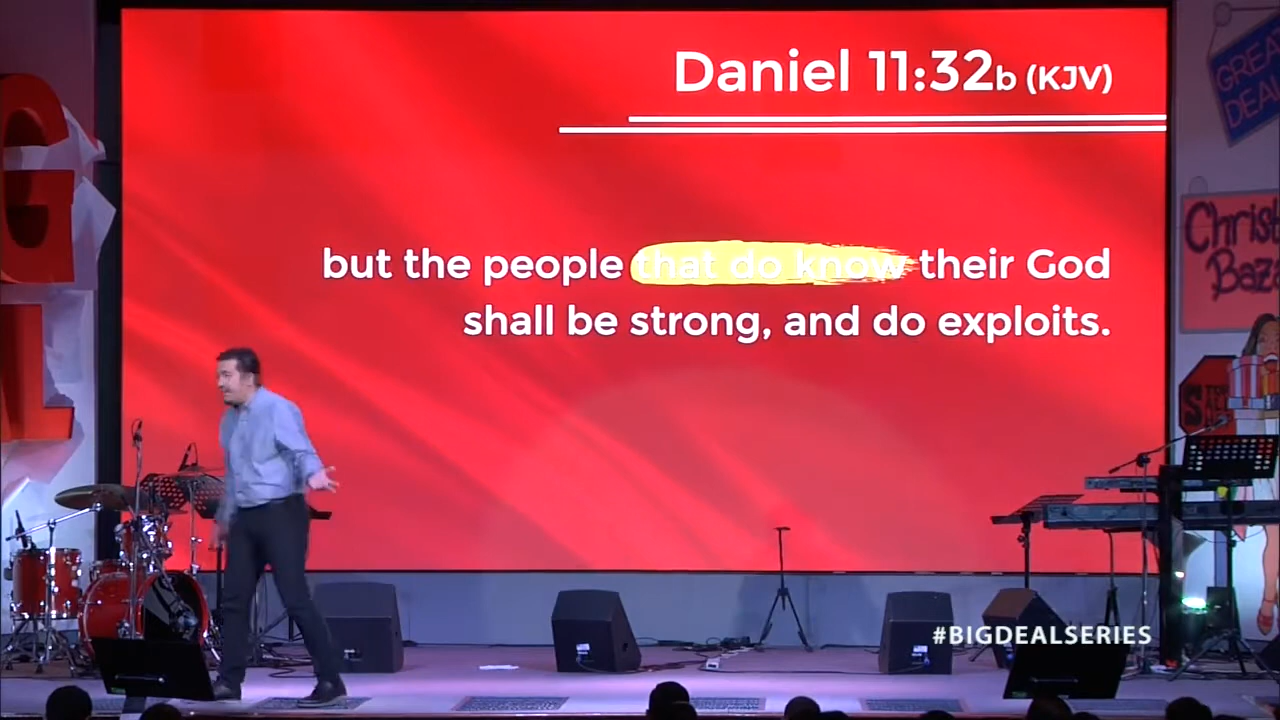 Daniel 11:32b (KJV)
but the people that do know their God
shall be strong, and do exploits.
#BIGDEALSERIES